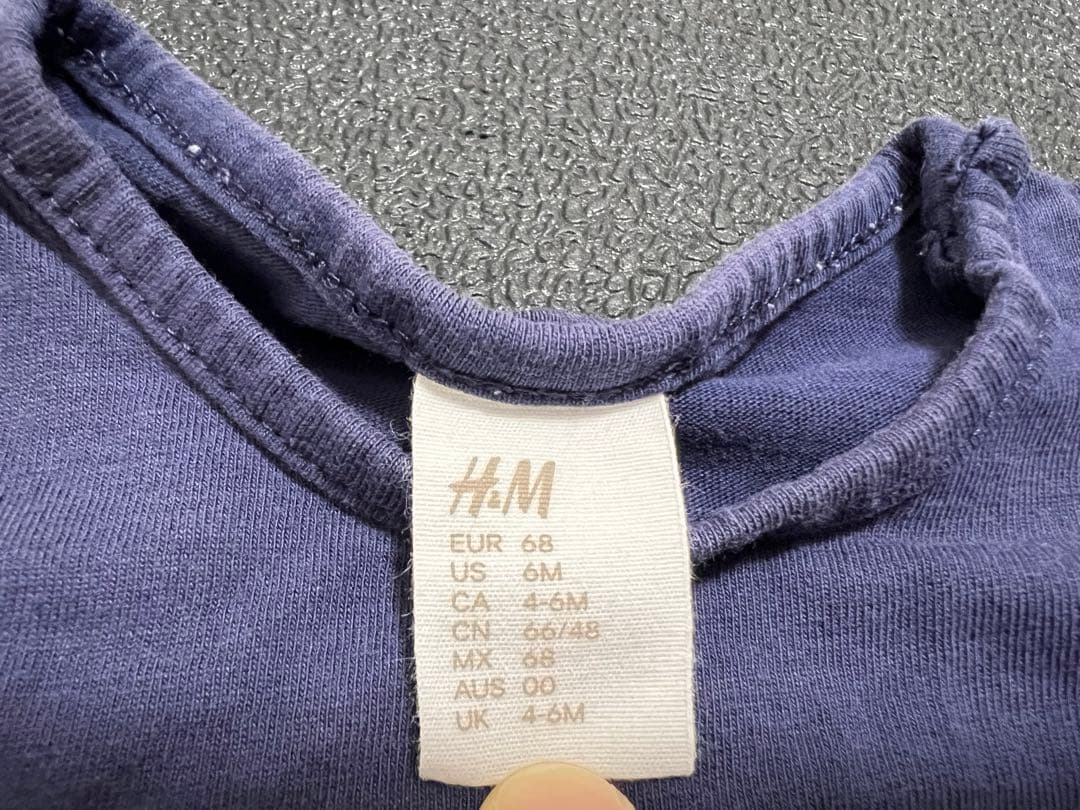 H&M
EUR 68
US 6M
CA 4-6M
CN 66/48
MX 68
AUS 00
UK 4-6M